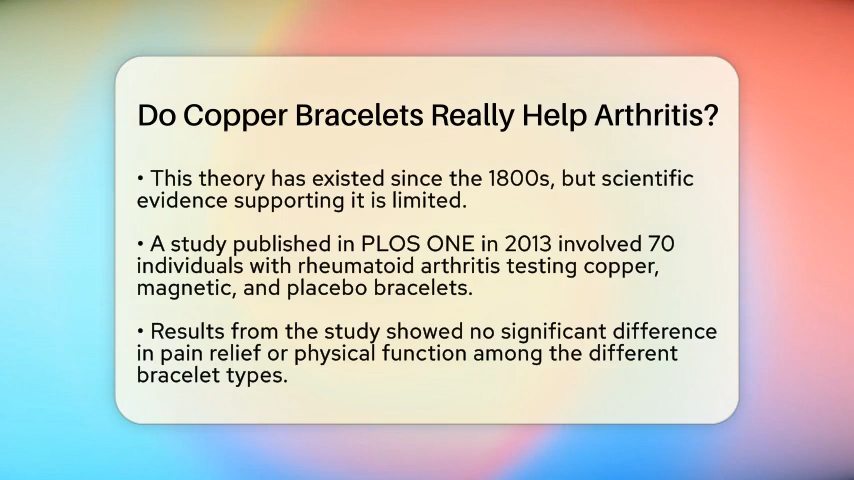 Do Copper Bracelets Really Help Arthritis?
• This theory has existed since the 1800s, but scientific
evidence supporting it is limited.
• A study published in PLOS ONE in 2013 involved 70
individuals with rheumatoid arthritis testing copper,
magnetic, and placebo bracelets.
• Results from the study showed no significant difference
in pain relief or physical function among the different
bracelet types.